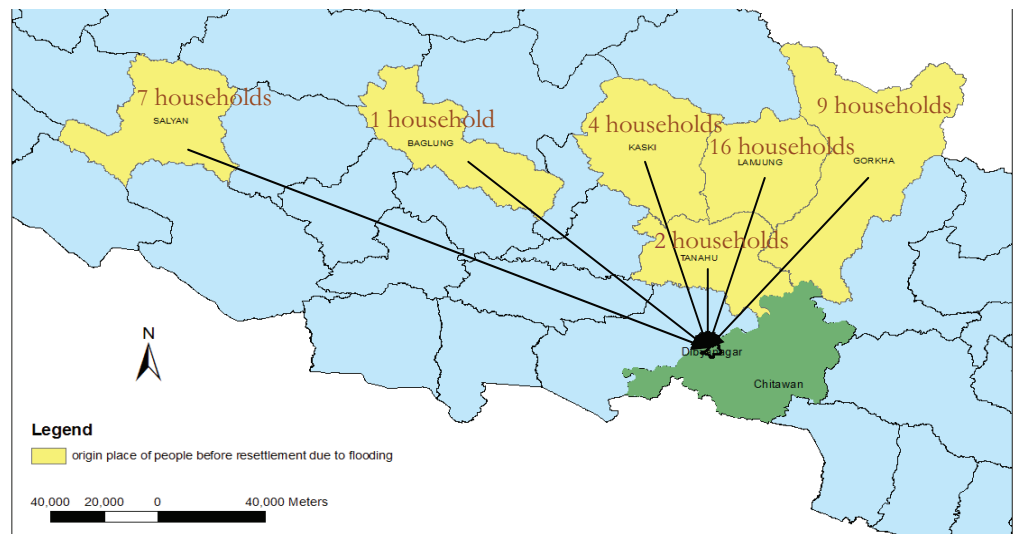 7 households
SALYAN
1 household
BAGLUNG
4 households
KASKI
16 households
LAMJUNG
9 households
GORKHA
2 households
TANAHU
Dibyanagar
Chitawan
N
Legend
origin place of people before resettlement due to flooding
40,000 20,000 0 40,000 Meters